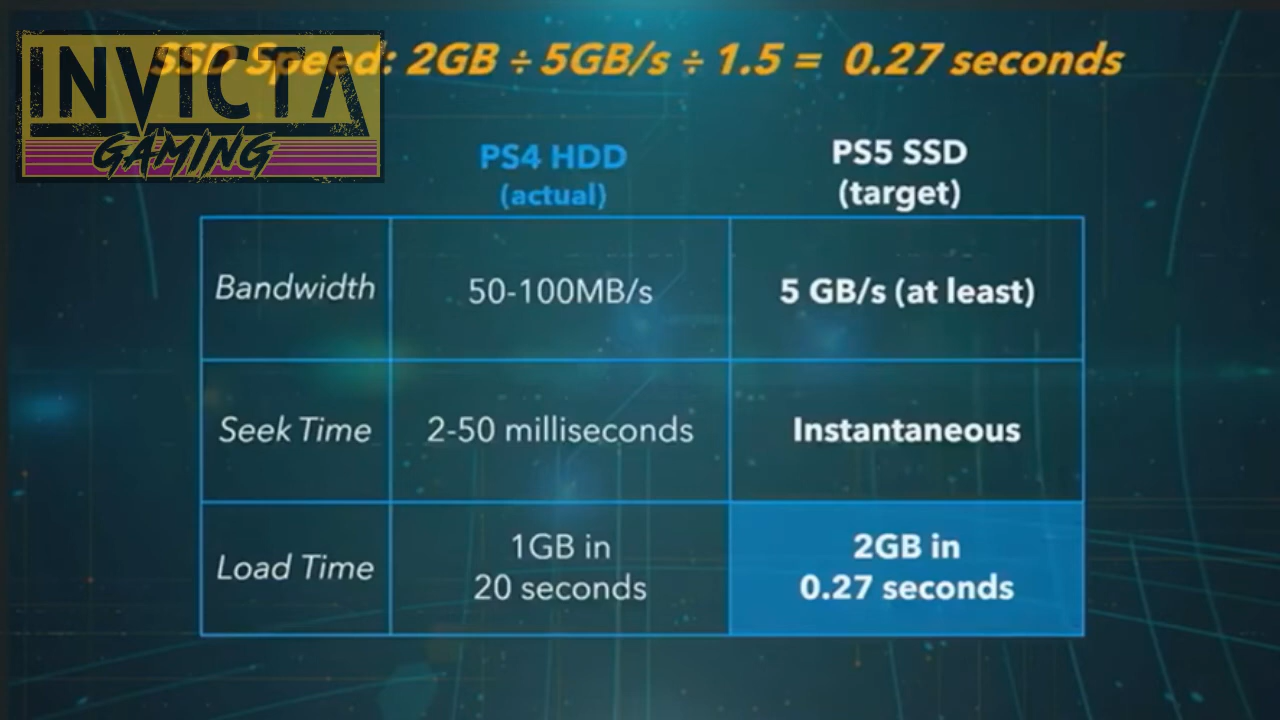 INVICTA
GAMING
SSD Speed: 2GB ÷ 5GB/s ÷ 1.5 = 0.27 seconds
PS4 HDD
(actual)
PS5 SSD
(target)
Bandwidth
50-100MB/s
5 GB/s (at least)
Seek Time
2-50 milliseconds
Instantaneous
Load Time
1GB in
20 seconds
2GB in
0.27 seconds